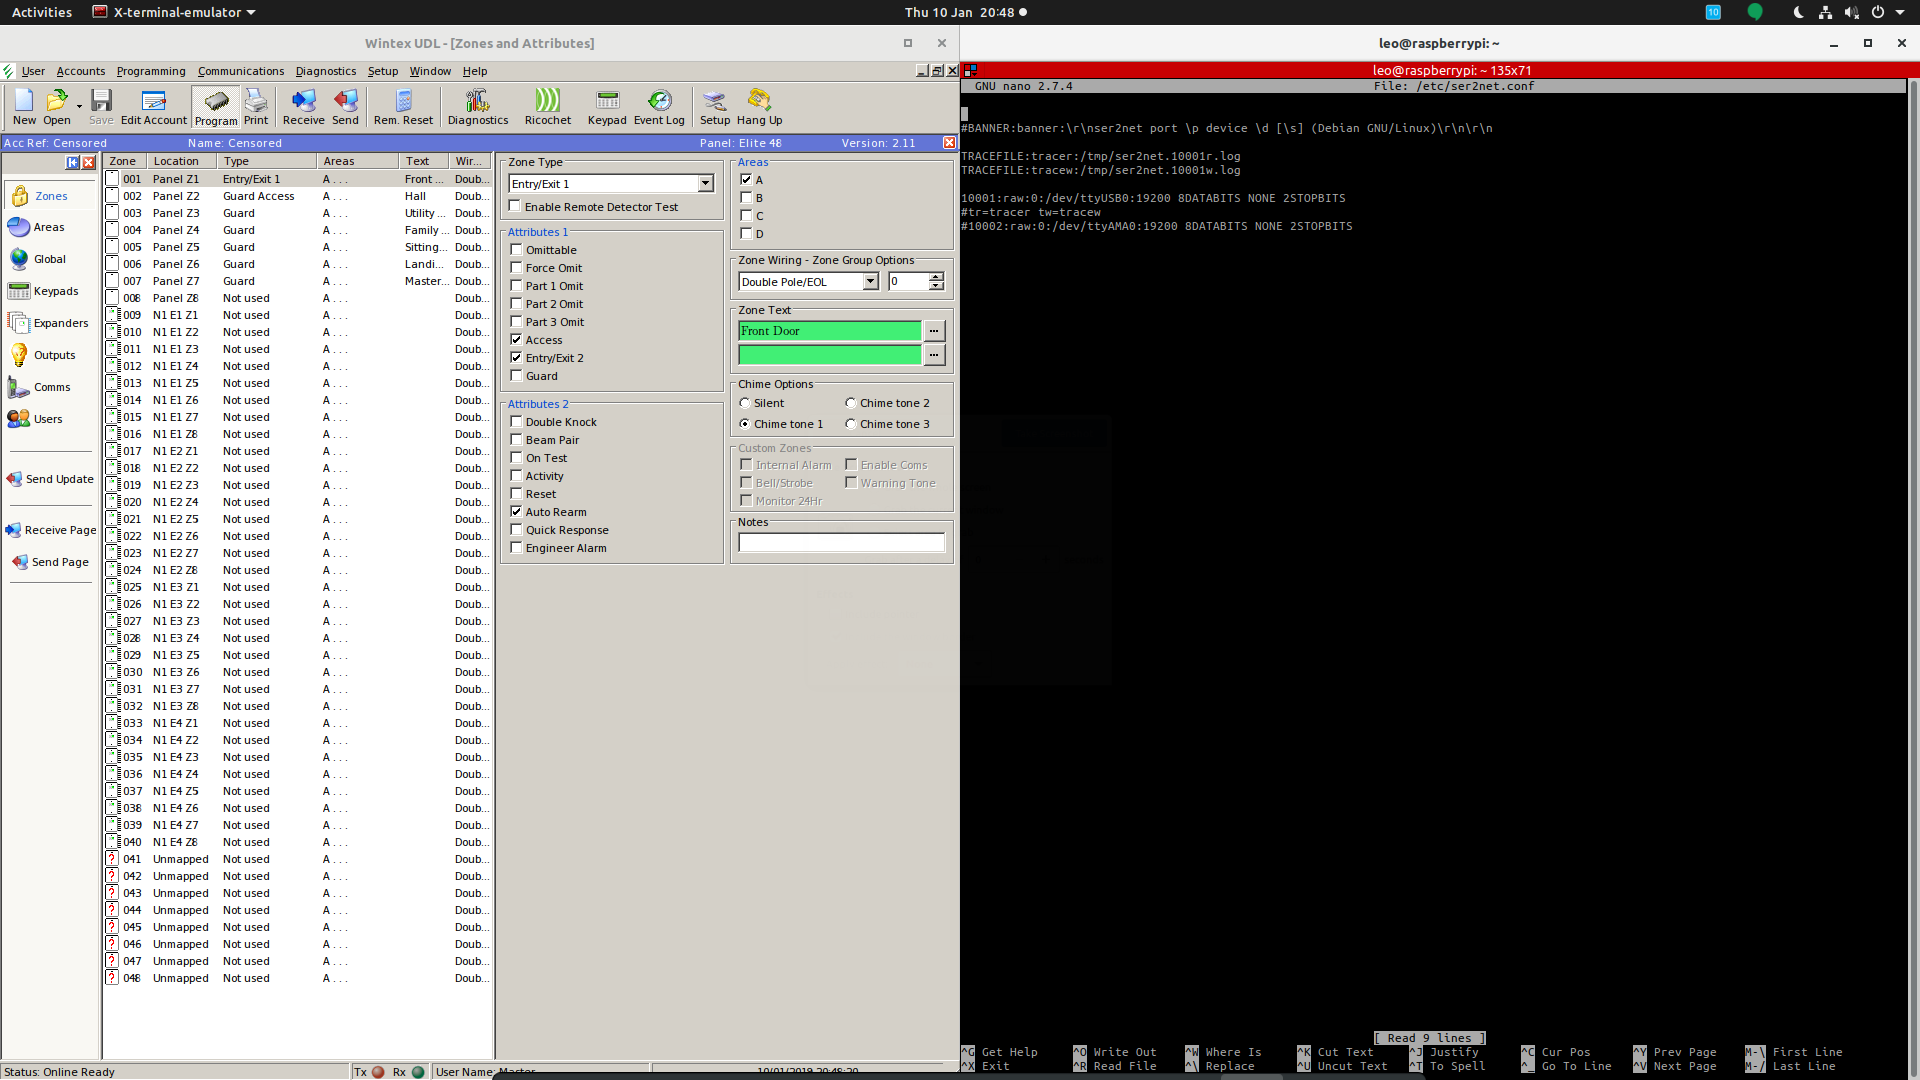 Activities X-terminal-emulator Thu 10 Jan 20:48 10
Wintex UDL - [Zones and Attributes]
User Accounts Programming Communications Diagnostics Setup Window Help
New Open Save Edit Account Program Print Receive Send Rem. Reset Diagnostics Ricochet Keypad Event Log Setup Hang Up
Acc Ref: Censored Name: Censored Panel: Elite 48 Version: 2.11
Zones
Areas
Global
Keypads
Expanders
Outputs
Comms
Users
Send Update
Receive Page
Send Page
Zone Location Type Areas Text Wir...
001 Panel Z1 Entry/Exit 1 A . . . Front ... Doub...
002 Panel Z2 Guard Access A . . . Hall Doub...
003 Panel Z3 Guard A . . . Utility ... Doub...
004 Panel Z4 Guard A . . . Family ... Doub...
005 Panel Z5 Guard A . . . Sitting... Doub...
006 Panel Z6 Guard A . . . Landi... Doub...
007 Panel Z7 Guard A . . . Master... Doub...
008 Panel Z8 Not used A . . . Doub...
009 N1 E1 Z1 Not used A . . . Doub...
010 N1 E1 Z2 Not used A . . . Doub...
011 N1 E1 Z3 Not used A . . . Doub...
012 N1 E1 Z4 Not used A . . . Doub...
013 N1 E1 Z5 Not used A . . . Doub...
014 N1 E1 Z6 Not used A . . . Doub...
015 N1 E1 Z7 Not used A . . . Doub...
016 N1 E1 Z8 Not used A . . . Doub...
017 N1 E2 Z1 Not used A . . . Doub...
018 N1 E2 Z2 Not used A . . . Doub...
019 N1 E2 Z3 Not used A . . . Doub...
020 N1 E2 Z4 Not used A . . . Doub...
021 N1 E2 Z5 Not used A . . . Doub...
022 N1 E2 Z6 Not used A . . . Doub...
023 N1 E2 Z7 Not used A . . . Doub...
024 N1 E2 Z8 Not used A . . . Doub...
025 N1 E3 Z1 Not used A . . . Doub...
026 N1 E3 Z2 Not used A . . . Doub...
027 N1 E3 Z3 Not used A . . . Doub...
028 N1 E3 Z4 Not used A . . . Doub...
029 N1 E3 Z5 Not used A . . . Doub...
030 N1 E3 Z6 Not used A . . . Doub...
031 N1 E3 Z7 Not used A . . . Doub...
032 N1 E3 Z8 Not used A . . . Doub...
033 N1 E4 Z1 Not used A . . . Doub...
034 N1 E4 Z2 Not used A . . . Doub...
035 N1 E4 Z3 Not used A . . . Doub...
036 N1 E4 Z4 Not used A . . . Doub...
037 N1 E4 Z5 Not used A . . . Doub...
038 N1 E4 Z6 Not used A . . . Doub...
039 N1 E4 Z7 Not used A . . . Doub...
040 N1 E4 Z8 Not used A . . . Doub...
041 Unmapped Not used A . . . Doub...
042 Unmapped Not used A . . . Doub...
043 Unmapped Not used A . . . Doub...
044 Unmapped Not used A . . . Doub...
045 Unmapped Not used A . . . Doub...
046 Unmapped Not used A . . . Doub...
047 Unmapped Not used A . . . Doub...
048 Unmapped Not used A . . . Doub...
Zone Type
Entry/Exit 1
Enable Remote Detector Test
Attributes 1
Omittable
Force Omit
Part 1 Omit
Part 2 Omit
Part 3 Omit
Access
Entry/Exit 2
Guard
Attributes 2
Double Knock
Beam Pair
On Test
Activity
Reset
Auto Rearm
Quick Response
Engineer Alarm
Areas
A
B
C
D
Zone Wiring - Zone Group Options
Double Pole/EOL 0
Zone Text
Front Door ...
...
Chime Options
Silent Chime tone 2
Chime tone 1 Chime tone 3
Custom Zones
Internal Alarm Enable Coms
Bell/Strobe Warning Tone
Monitor 24Hr
Notes
Status: Online Ready Tx Rx User Name: Master 10/01/2019 20:48:20
leo@raspberrypi: ~
leo@raspberrypi: ~ 135x71
GNU nano 2.7.4 File: /etc/ser2net.conf
#BANNER:banner:\r\nser2net port \p device \d [\s] (Debian GNU/Linux)\r\n\r\n
TRACEFILE:tracer:/tmp/ser2net.10001r.log
TRACEFILE:tracew:/tmp/ser2net.10001w.log
10001:raw:0:/dev/ttyUSB0:19200 8DATABITS NONE 2STOPBITS
#tr=tracer tw=tracew
#10002:raw:0:/dev/ttyAMA0:19200 8DATABITS NONE 2STOPBITS
[ Read 9 lines ]
^G Get Help ^O Write Out ^W Where Is ^K Cut Text ^J Justify ^C Cur Pos ^Y Prev Page M-\ First Line
^X Exit ^R Read File ^\ Replace ^U Uncut Text ^T To Spell ^_ Go To Line ^V Next Page M-/ Last Line